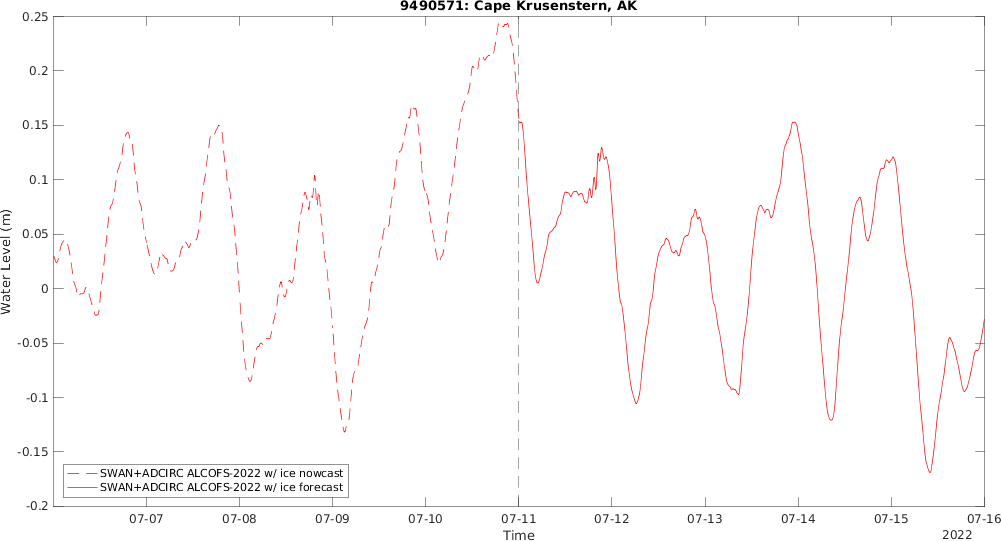 9490571: Cape Krusenstern, AK
Water Level (m)
0.25
0.2
0.15
0.1
0.05
0
-0.05
-0.1
-0.15
-0.2
SWAN+ADCIRC ALCOFS-2022 w/ ice nowcast
SWAN+ADCIRC ALCOFS-2022 w/ ice forecast
07-07 07-08 07-09 07-10 07-11 07-12 07-13 07-14 07-15 07-16
Time
2022